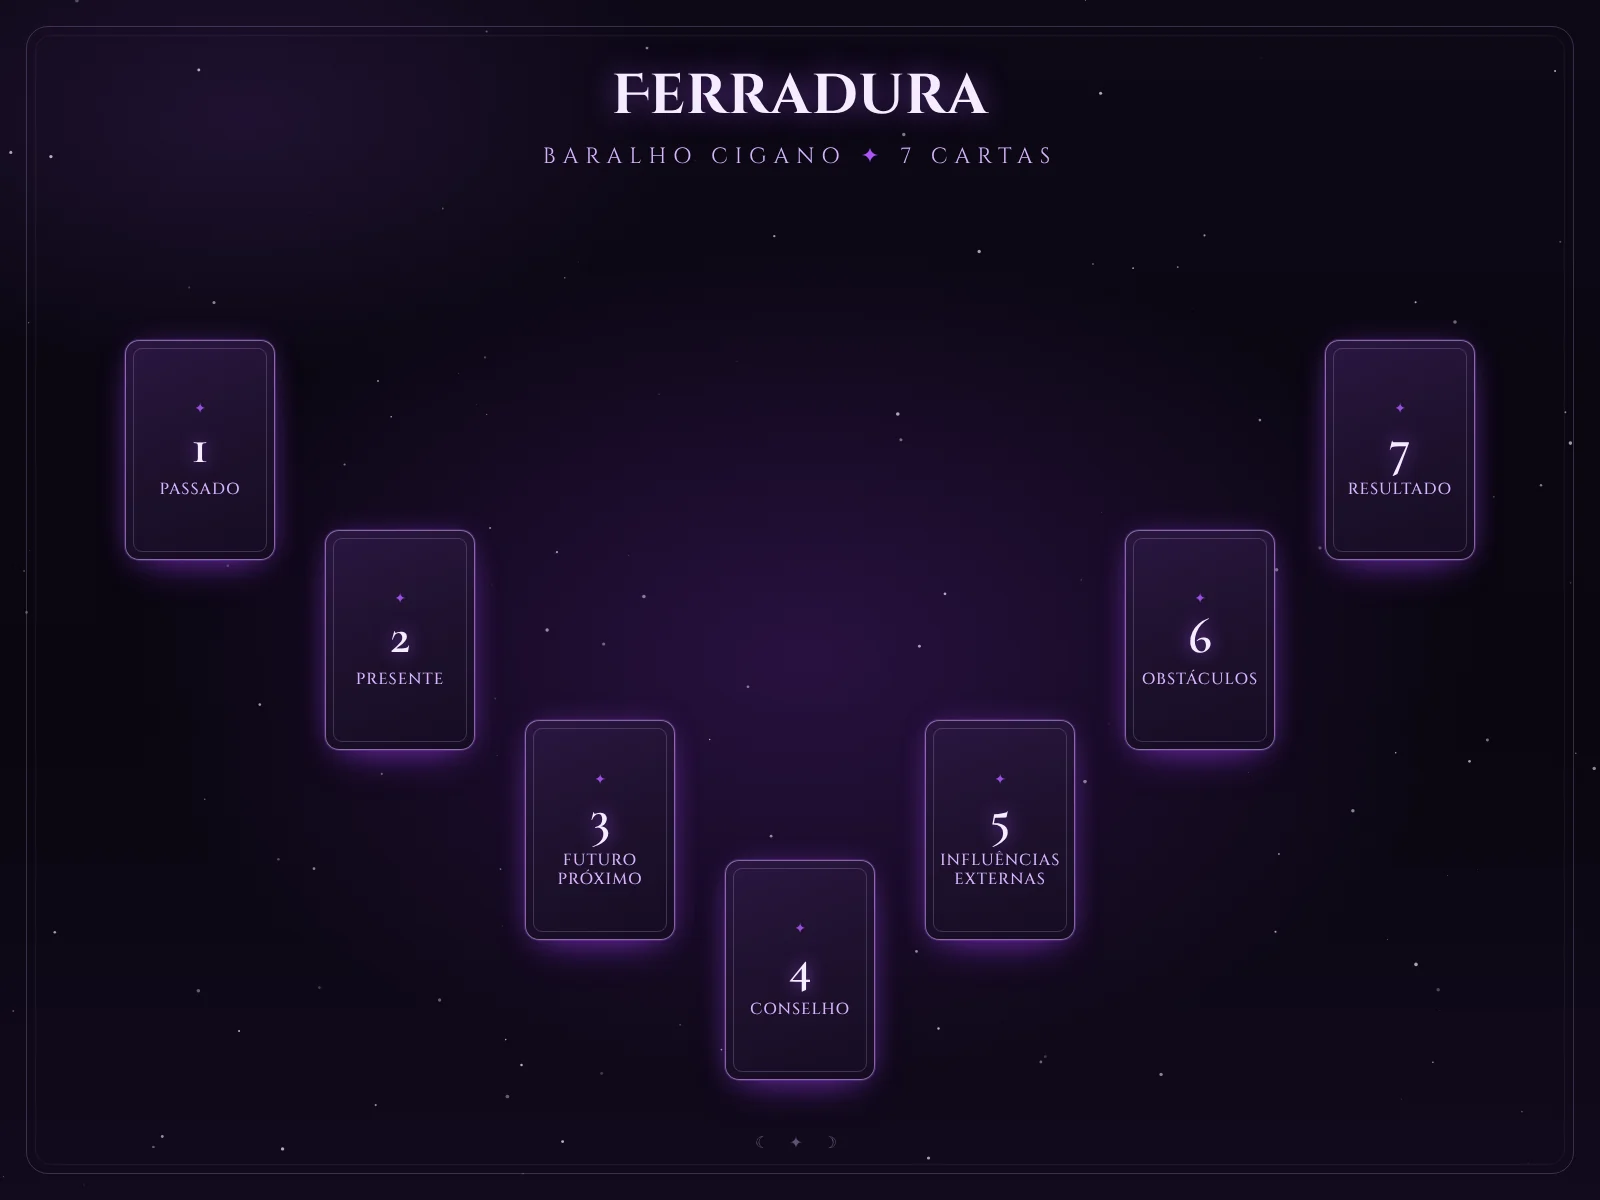 FERRADURA
BARALHO CIGANO ✦ 7 CARTAS
1
PASSADO
2
PRESENTE
3
FUTURO
PRÓXIMO
4
CONSELHO
5
INFLUÊNCIAS
EXTERNAS
6
OBSTÁCULOS
7
RESULTADO